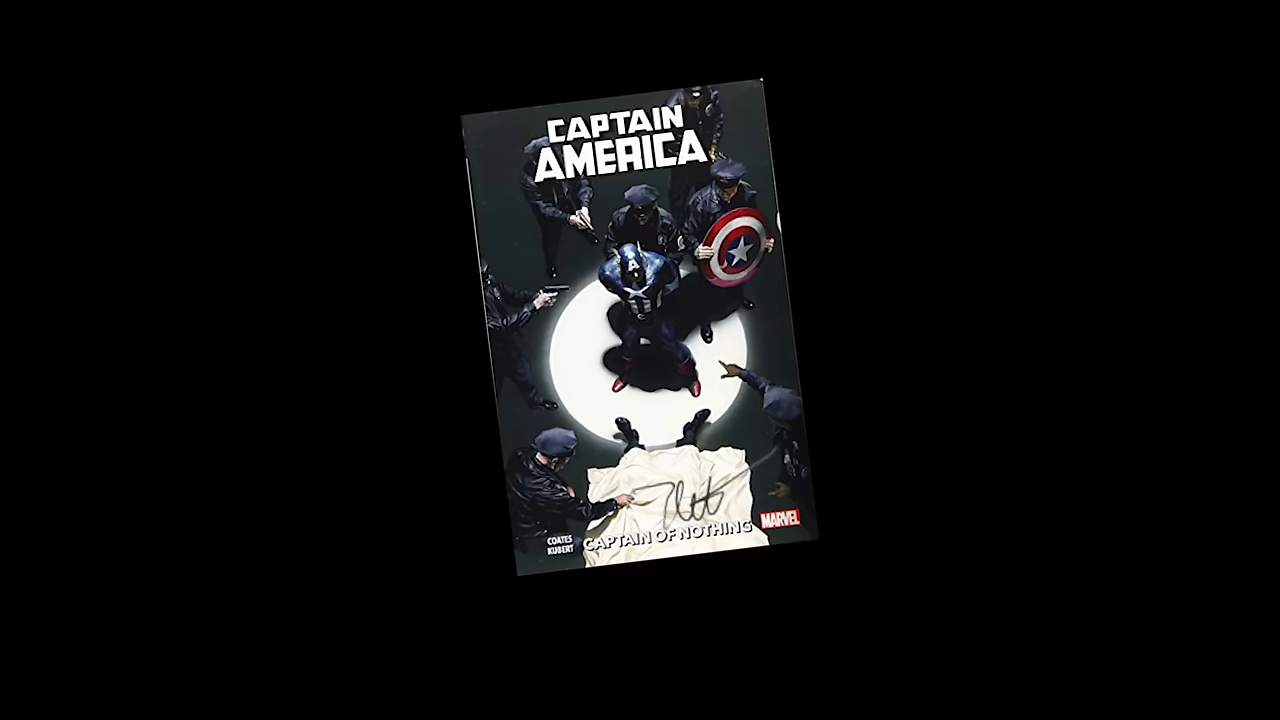 CAPTAIN
AMERICA
COATES
KUBERT
CAPTAIN OF NOTHING
MARVEL